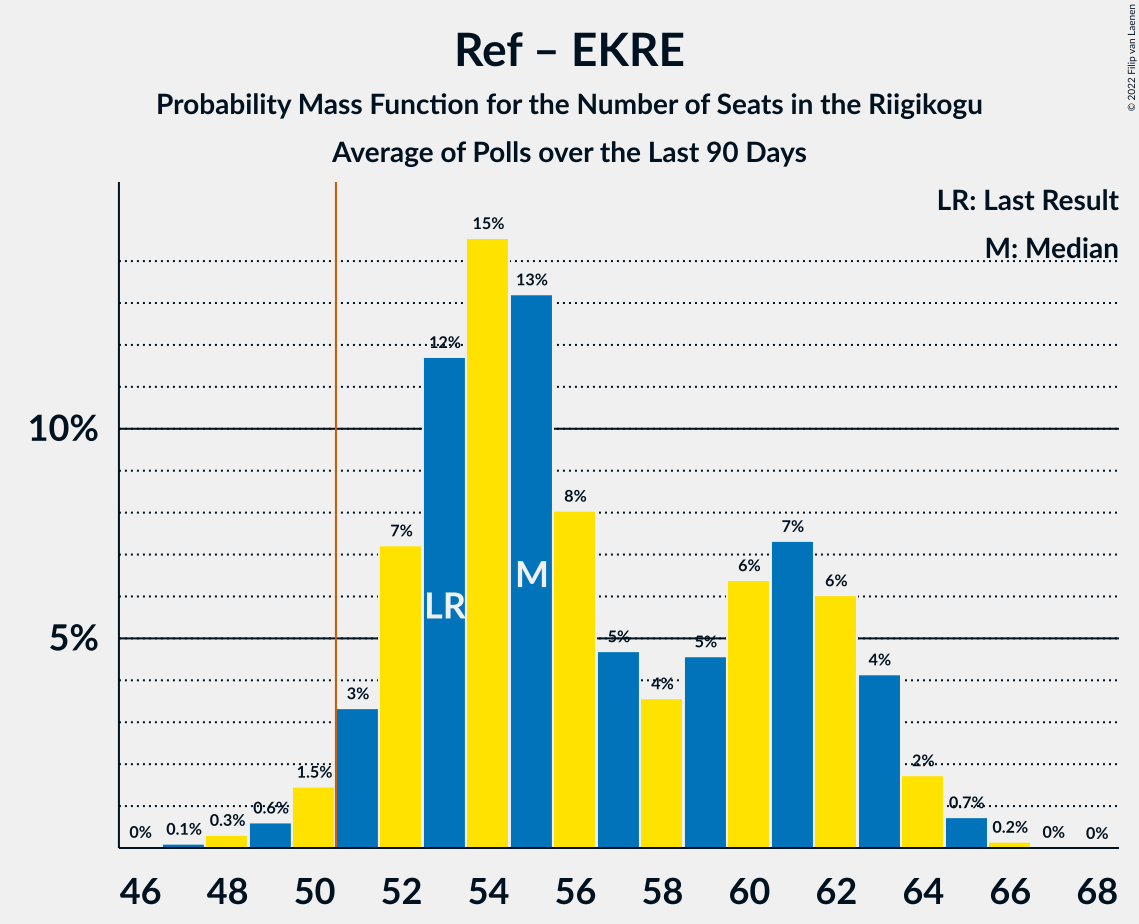 Ref – EKRE
Probability Mass Function for the Number of Seats in the Riigikogu
Average of Polls over the Last 90 Days
© 2022 Filip van Laenen
LR: Last Result
M: Median
10%
5%
0%
0.1%
0.3%
0.6%
1.5%
3%
7%
12%
15%
13%
8%
5%
4%
5%
6%
7%
6%
4%
2%
0.7%
0.2%
0%
0%
LR
M
46 48 50 52 54 56 58 60 62 64 66 68